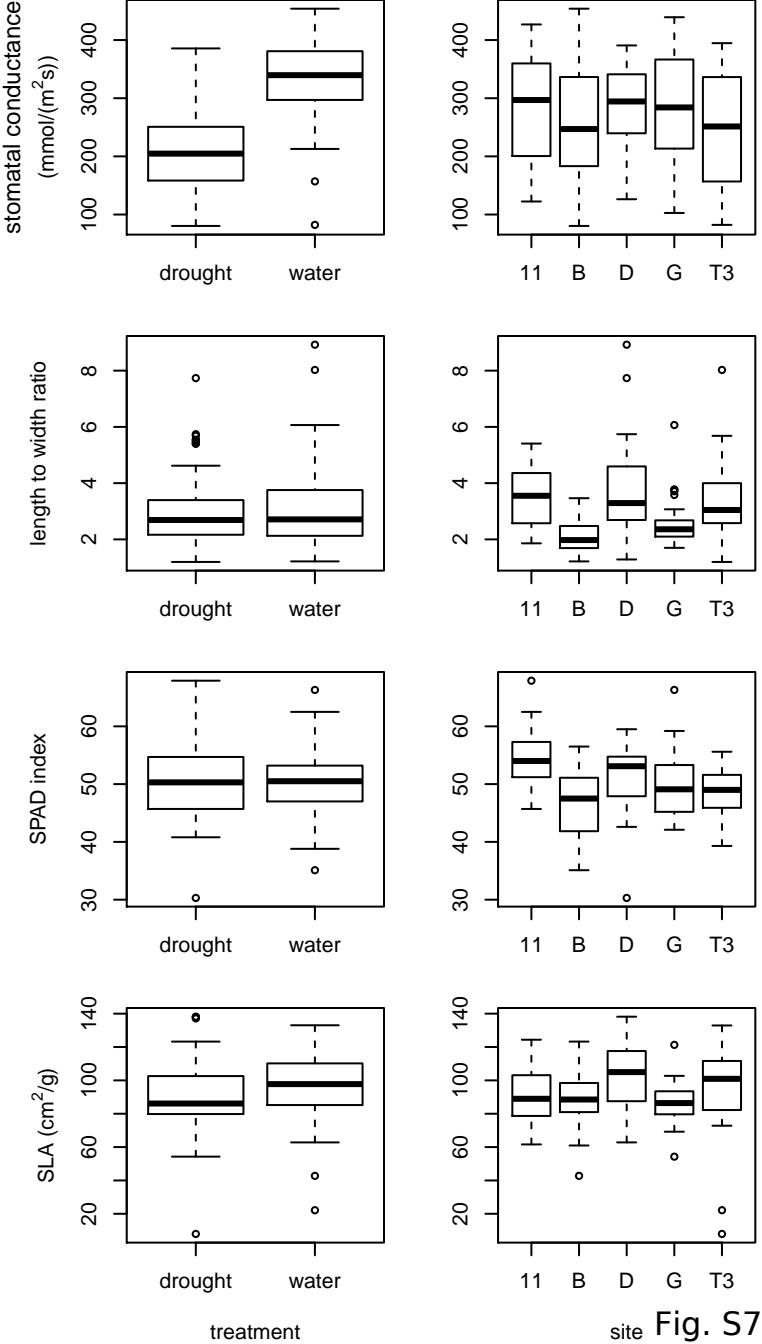 stomatal conductance
(mmol/(m²s))
400
300
200
100
drought water
400
300
200
100
11 B D G T3
length to width ratio
8
6
4
2
drought water
8
6
4
2
11 B D G T3
SPAD index
60
50
40
30
drought water
60
50
40
30
11 B D G T3
SLA (cm²/g)
140
100
60
20
drought water
treatment
140
100
60
20
11 B D G T3
site
Fig. S7